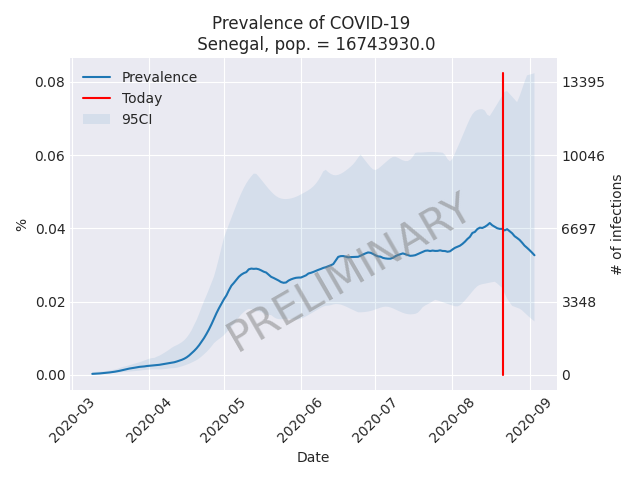 Prevalence of COVID-19
Senegal, pop. = 16743930.0
Prevalence
Today
95CI
0.08
0.06
0.04
0.02
0.00
%
13395
10046
6697
3348
0
# of infections
PRELIMINARY
2020-03
2020-04
2020-05
2020-06
2020-07
2020-08
2020-09
Date